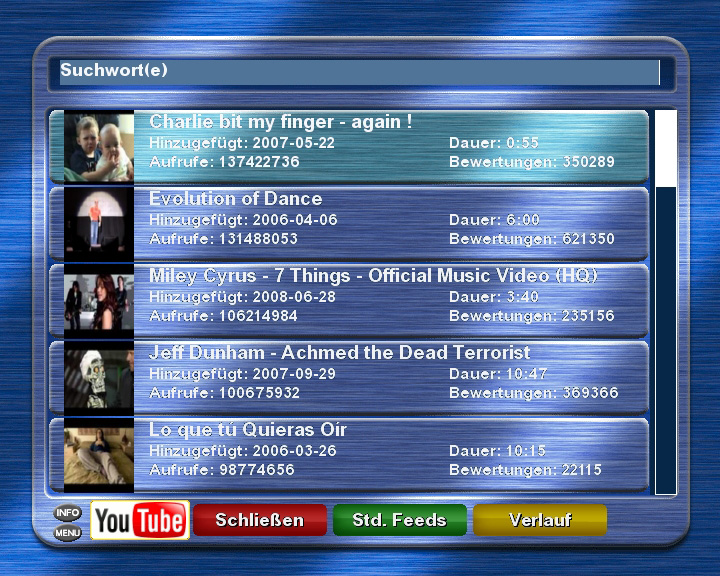 Suchwort(e)
Charlie bit my finger - again !
Hinzugefügt: 2007-05-22 Dauer: 0:55
Aufrufe: 137422736 Bewertungen: 350289
Evolution of Dance
Hinzugefügt: 2006-04-06 Dauer: 6:00
Aufrufe: 131488053 Bewertungen: 621350
Miley Cyrus - 7 Things - Official Music Video (HQ)
Hinzugefügt: 2008-06-28 Dauer: 3:40
Aufrufe: 106214984 Bewertungen: 235156
Jeff Dunham - Achmed the Dead Terrorist
Hinzugefügt: 2007-09-29 Dauer: 10:47
Aufrufe: 100675932 Bewertungen: 369366
Lo que tú Quieras Oír
Hinzugefügt: 2006-03-26 Dauer: 10:15
Aufrufe: 98774656 Bewertungen: 22115
INFO
MENU
YouTube Schließen Std. Feeds Verlauf